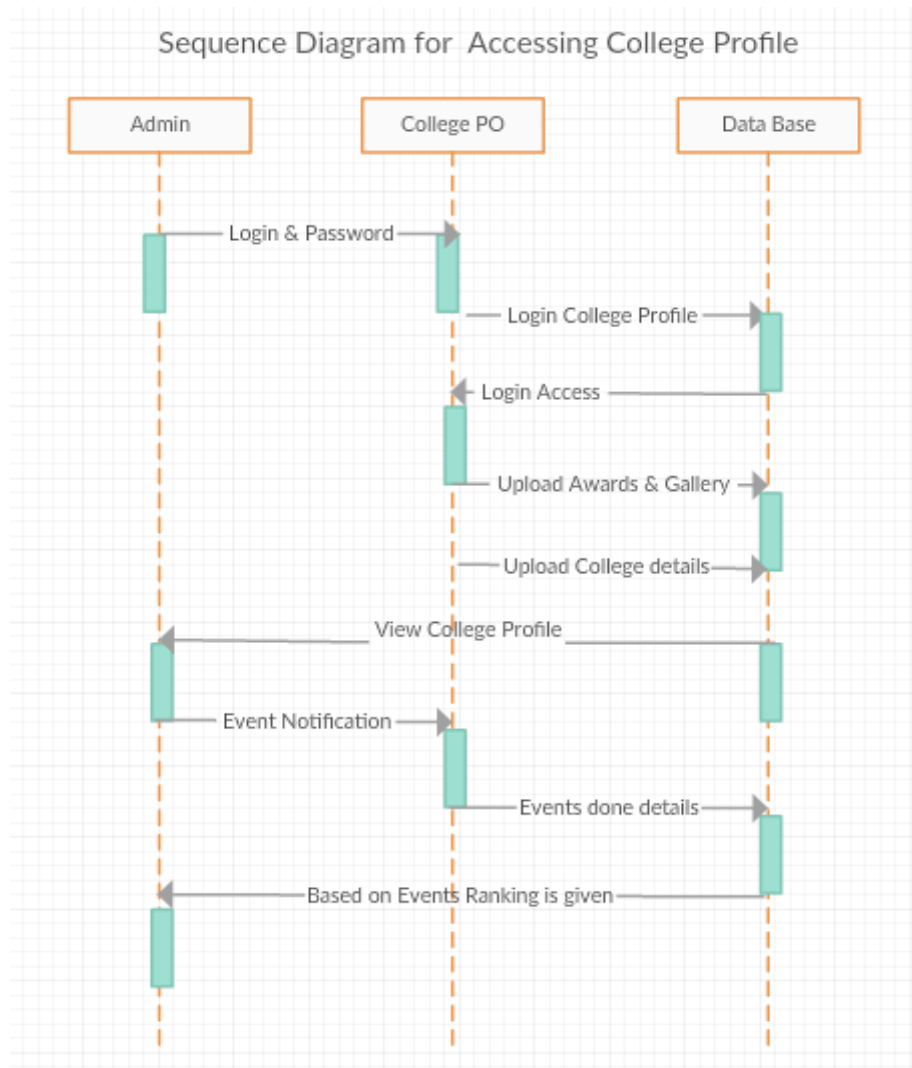 Sequence Diagram for Accessing College Profile
Admin
College PO
Data Base
Login & Password
Login College Profile
Login Access
Upload Awards & Gallery
Upload College details
View College Profile
Event Notification
Events done details
Based on Events Ranking is given